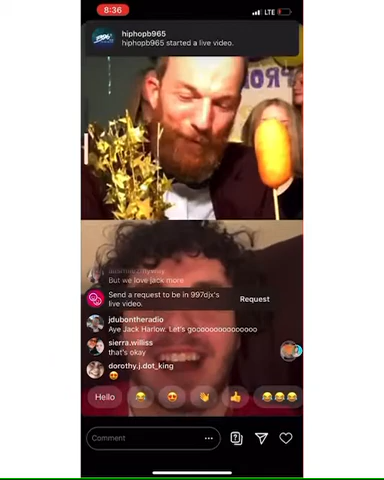 8:36
LTE
hiphopb965
hiphopb965 started a live video.
But we love jack more
Send a request to be in 997djx's
live video.
Request
jdubontheradio
Aye Jack Harlow. Let's goooooooooooooo
sierra.williss
that's okay
dorothy.j.dot_king
😍
Hello 😂 😍 👋 👍 😂😂😂
Comment